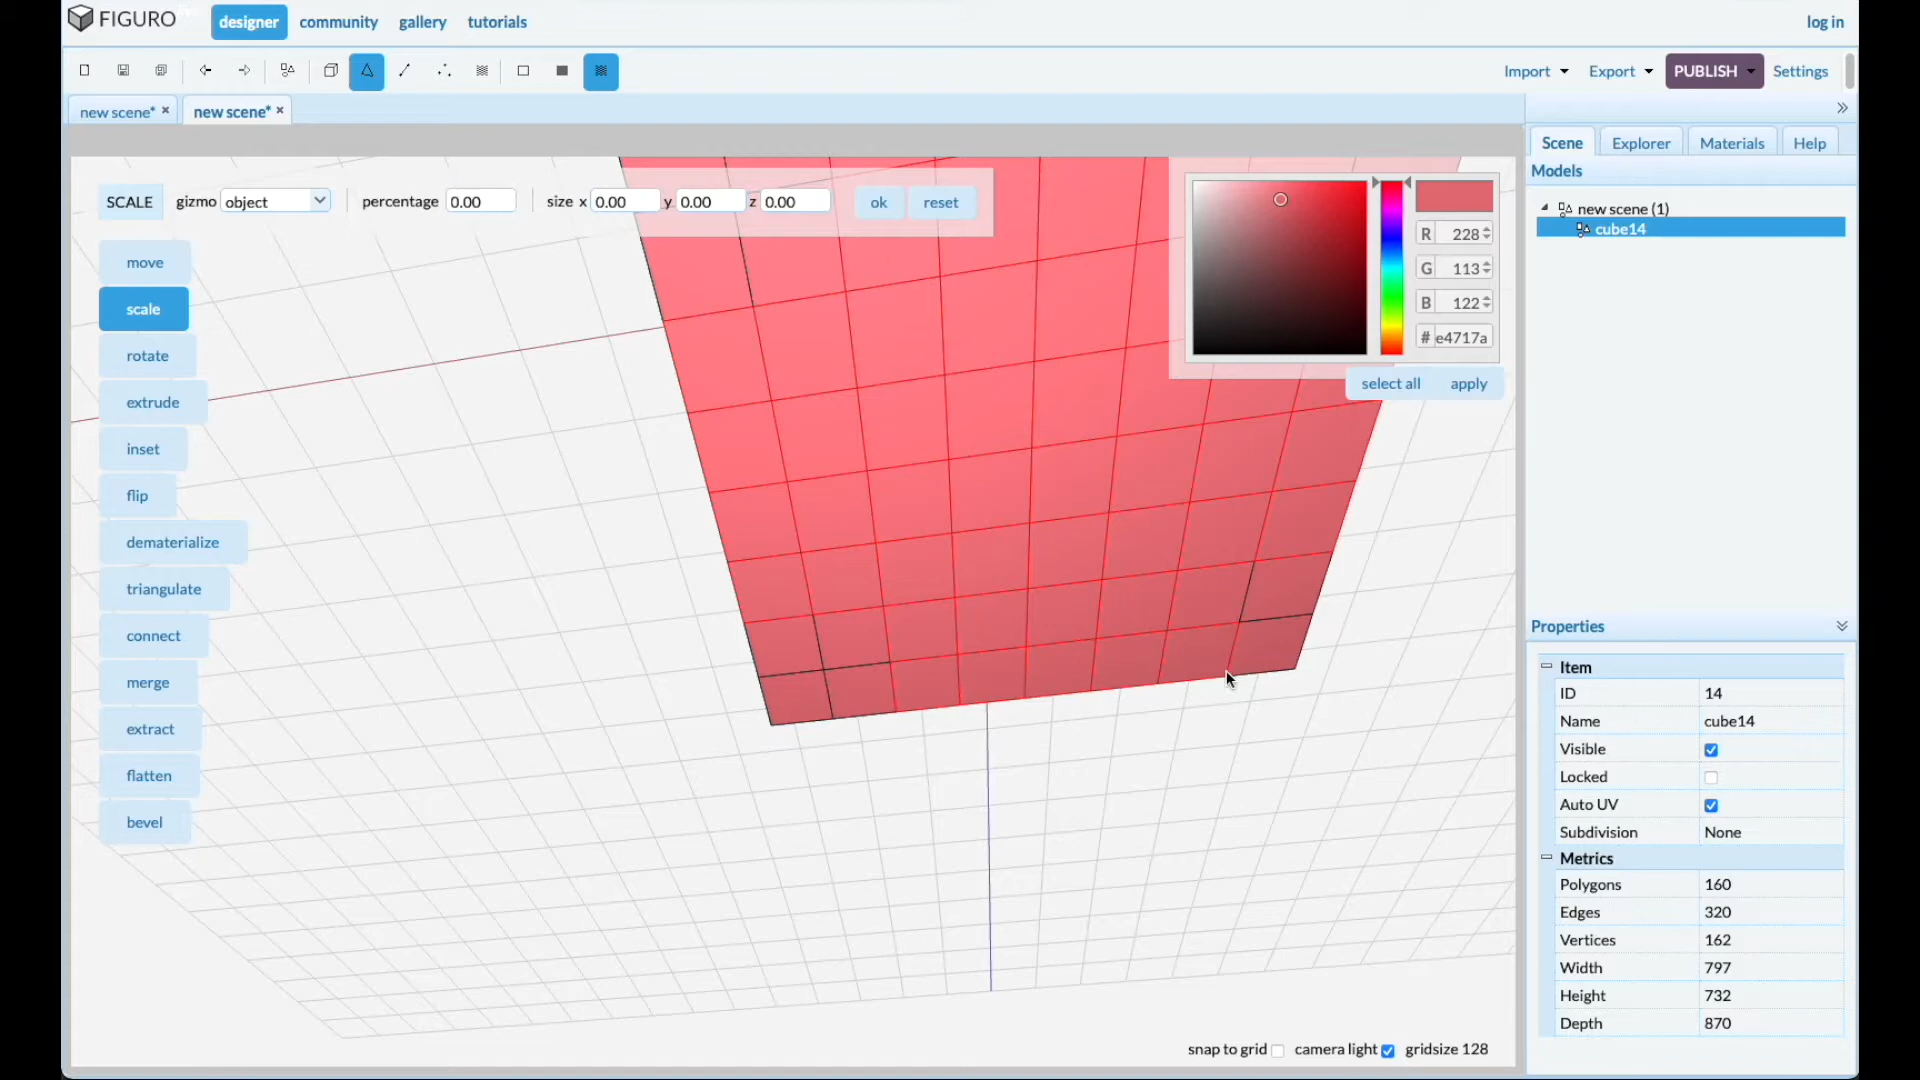 FIGURO designer community gallery tutorials log in
Import Export PUBLISH Settings
new scene* × new scene* ×
Scene Explorer Materials Help
Models
new scene (1)
cube14
SCALE gizmo object percentage 0.00 size x 0.00 y 0.00 z 0.00 ok reset
R 228
G 113
B 122
# e4717a
select all apply
move
scale
rotate
extrude
inset
flip
dematerialize
triangulate
connect
merge
extract
flatten
bevel
Properties
Item
ID 14
Name cube14
Visible
Locked
Auto UV
Subdivision None
Metrics
Polygons 160
Edges 320
Vertices 162
Width 797
Height 732
Depth 870
snap to grid camera light gridsize 128